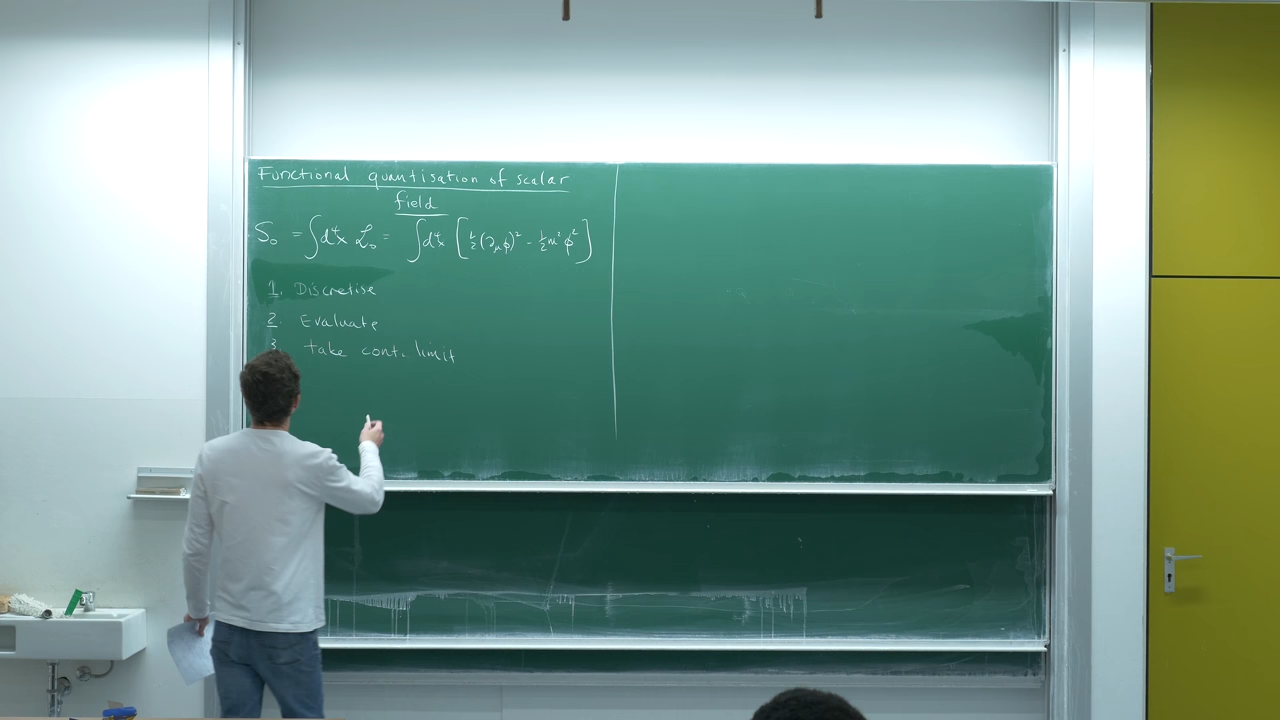 Functional quantisation of scalar
field
S₀ = ∫d⁴x ℒ₀ = ∫d⁴x [½(∂_μφ)² - ½m²φ²]
1. Discretise
2. Evaluate
3. take cont. limit